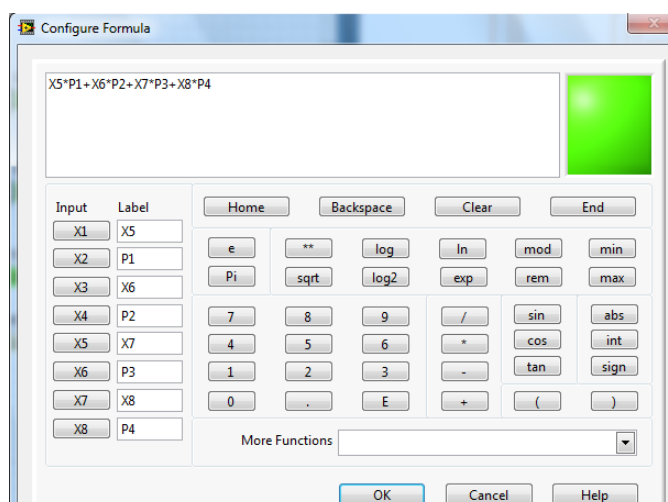 Configure Formula
X5*P1+X6*P2+X7*P3+X8*P4
Input Label Home Backspace Clear End
X1 X5
X2 P1
X3 X6
X4 P2
X5 X7
X6 P3
X7 X8
X8 P4
e ** log ln mod min
Pi sqrt log2 exp rem max
7 8 9 / sin abs
4 5 6 * cos int
1 2 3 - tan sign
0 . E + ( )
More Functions
OK Cancel Help